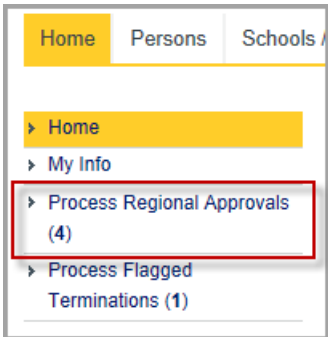 Home Persons Schools /
Home
My Info
Process Regional Approvals
(4)
Process Flagged
Terminations (1)